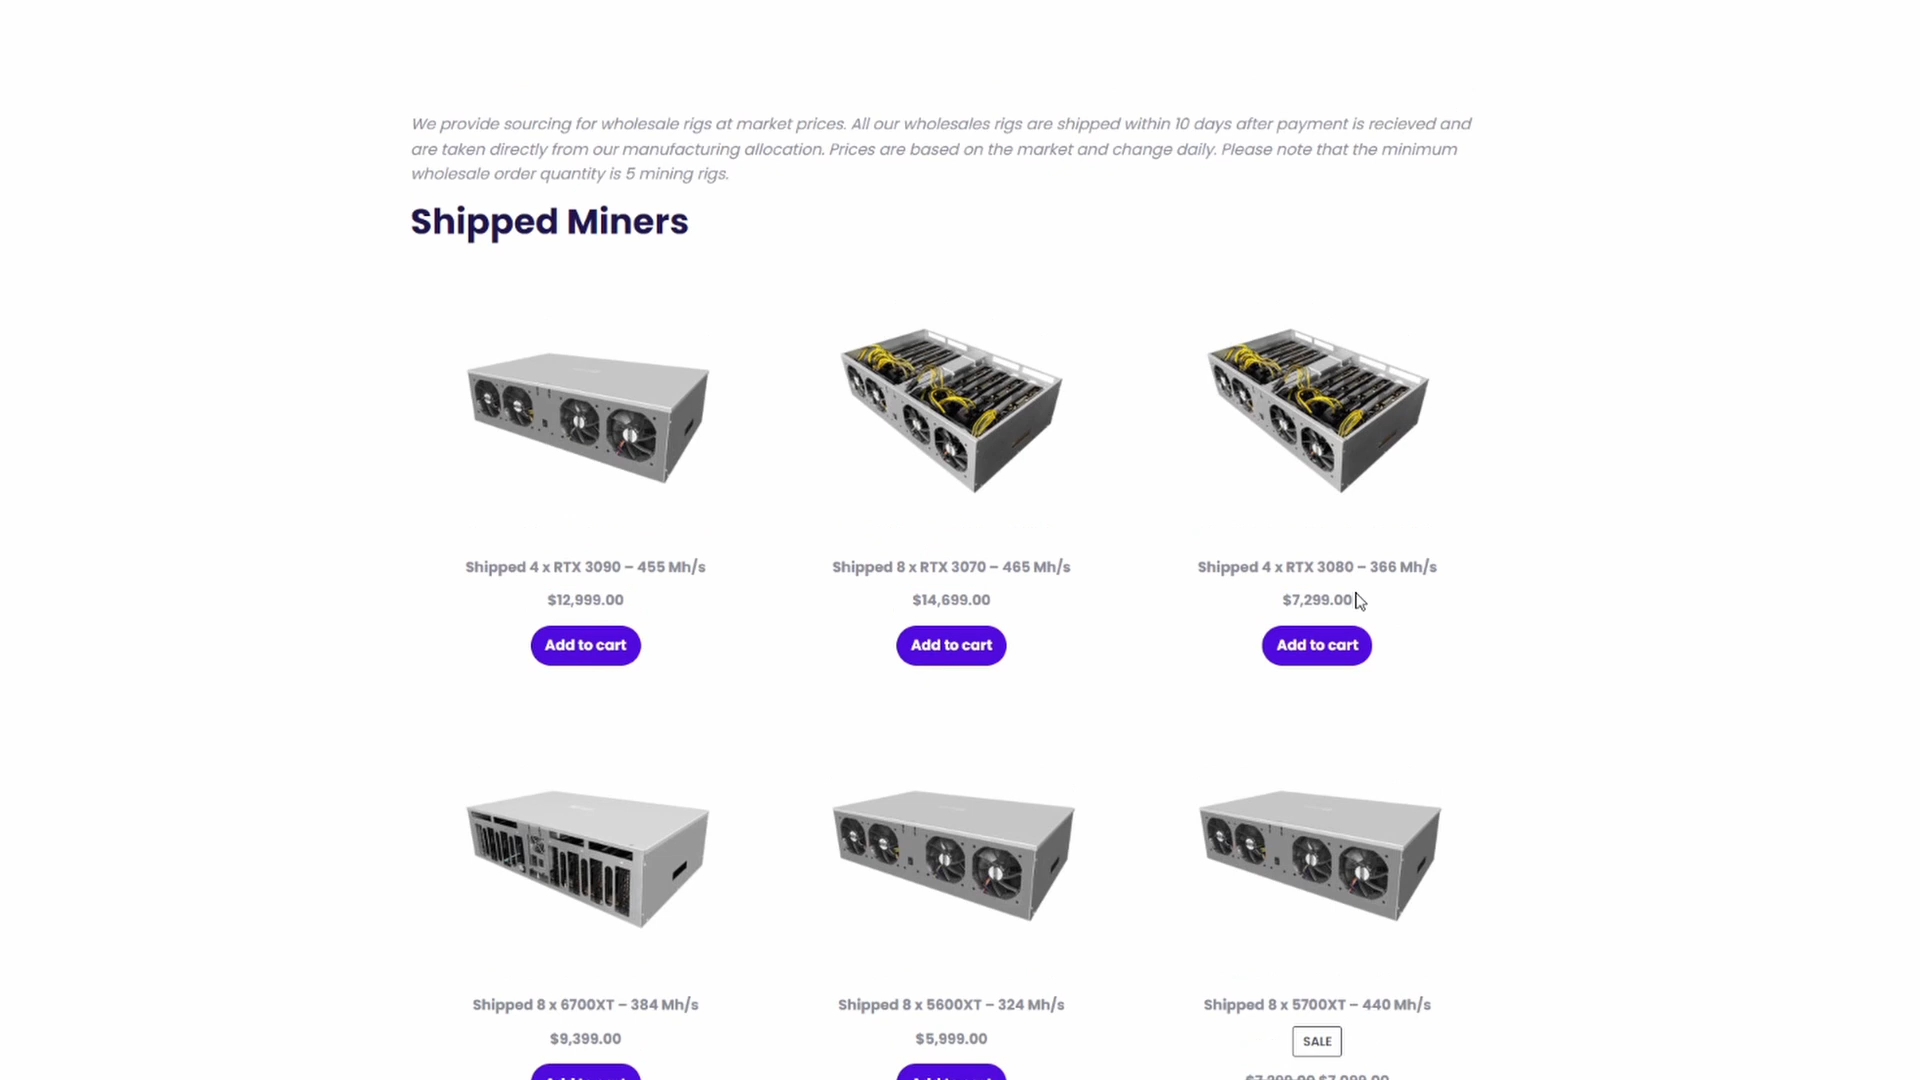 We provide sourcing for wholesale rigs at market prices. All our wholesales rigs are shipped within 10 days after payment is recieved and
are taken directly from our manufacturing allocation. Prices are based on the market and change daily. Please note that the minimum
wholesale order quantity is 5 mining rigs.
Shipped Miners
Shipped 4 x RTX 3090 – 455 Mh/s
$12,999.00
Add to cart
Shipped 8 x RTX 3070 – 465 Mh/s
$14,699.00
Add to cart
Shipped 4 x RTX 3080 – 366 Mh/s
$7,299.00
Add to cart
Shipped 8 x 6700XT – 384 Mh/s
$9,399.00
Shipped 8 x 5600XT – 324 Mh/s
$5,999.00
Shipped 8 x 5700XT – 440 Mh/s
SALE